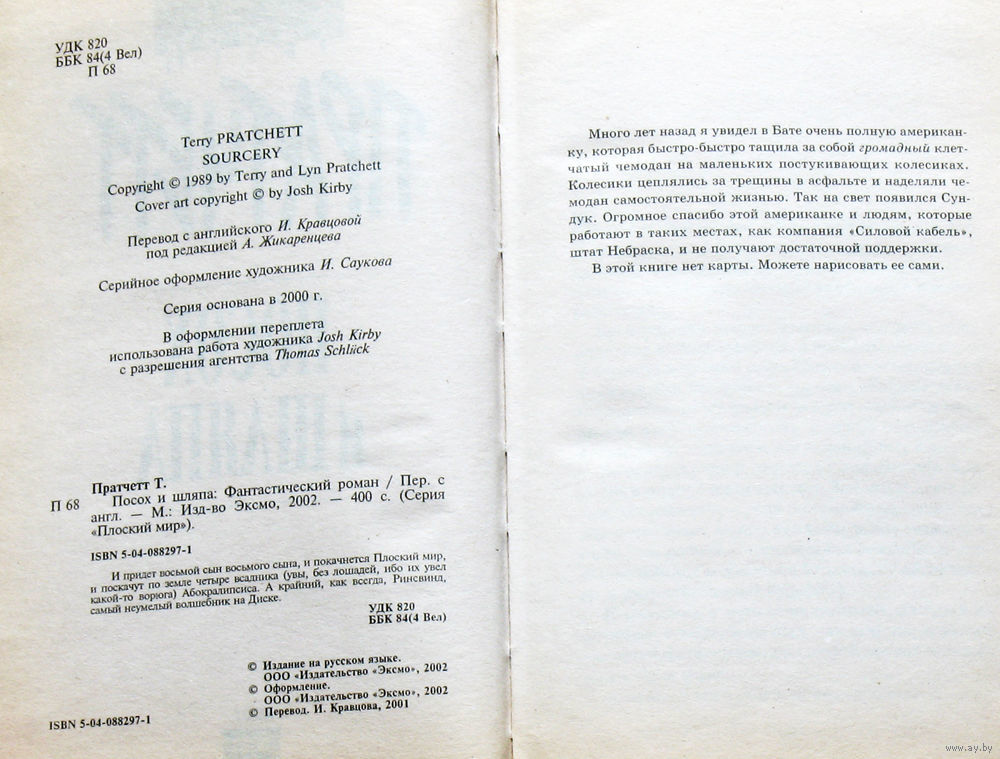 УДК 820
ББК 84(4 Вел)
П 68
Terry PRATCHETT
SOURCERY
Copyright © 1989 by Terry and Lyn Pratchett
Cover art copyright © by Josh Kirby
Перевод с английского И. Кравцовой
под редакцией А. Жикаренцева
Серийное оформление художника И. Саукова
Серия основана в 2000 г.
В оформлении переплета
использована работа художника Josh Kirby
с разрешения агентства Thomas Schlück
Пратчетт Т.
П 68
Посох и шляпа: Фантастический роман / Пер. с
англ. — М.: Изд-во Эксмо, 2002. — 400 с. (Серия
«Плоский мир»).
ISBN 5-04-088297-1
И придет восьмой сын восьмого сына, и покачнется Плоский мир,
и поскачут по земле четыре всадника (увы, без лошадей, ибо их увел
какой-то ворюга) Абокралипсиса. А крайний, как всегда, Ринсвинд,
самый неумелый волшебник на Диске.
УДК 820
ББК 84(4 Вел)
© Издание на русском языке.
ООО «Издательство «Эксмо», 2002
© Оформление.
ООО «Издательство «Эксмо», 2002
© Перевод. И. Кравцова, 2001
ISBN 5-04-088297-1
Много лет назад я увидел в Бате очень полную американ-
ку, которая быстро-быстро тащила за собой громадный клет-
чатый чемодан на маленьких постукивающих колесиках.
Колесики цеплялись за трещины в асфальте и наделяли че-
модан самостоятельной жизнью. Так на свет появился Сун-
дук. Огромное спасибо этой американке и людям, которые
работают в таких местах, как компания «Силовой кабель»,
штат Небраска, и не получают достаточной поддержки.
В этой книге нет карты. Можете нарисовать ее сами.
www.ay.by